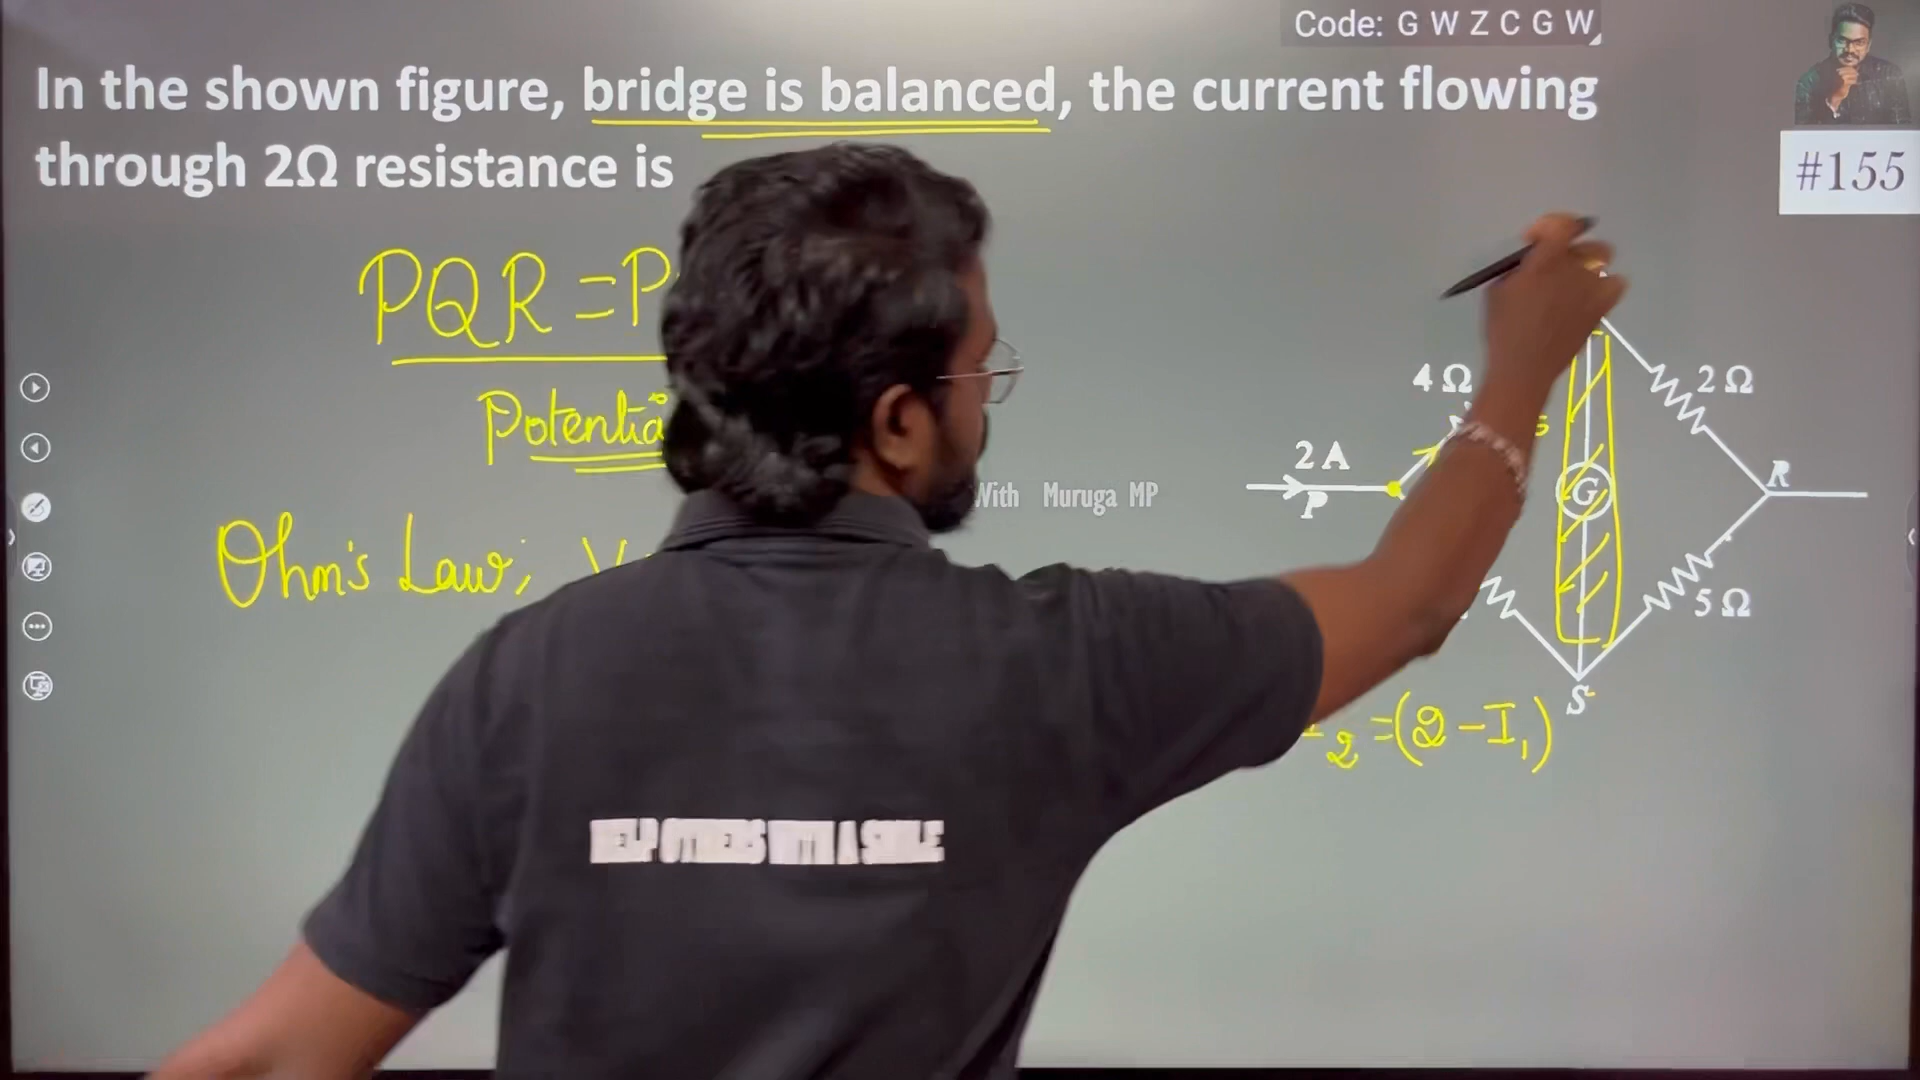 Code: G W Z C G W
In the shown figure, bridge is balanced, the current flowing
through 2Ω resistance is
#155
PQR = P
Potentia
Ohm's Law; V
4 Ω
2 Ω
2 A
P
G
R
With Muruga MP
5 Ω
S
2 = (2 - I₁)
HELP OTHERS WITH A SMILE